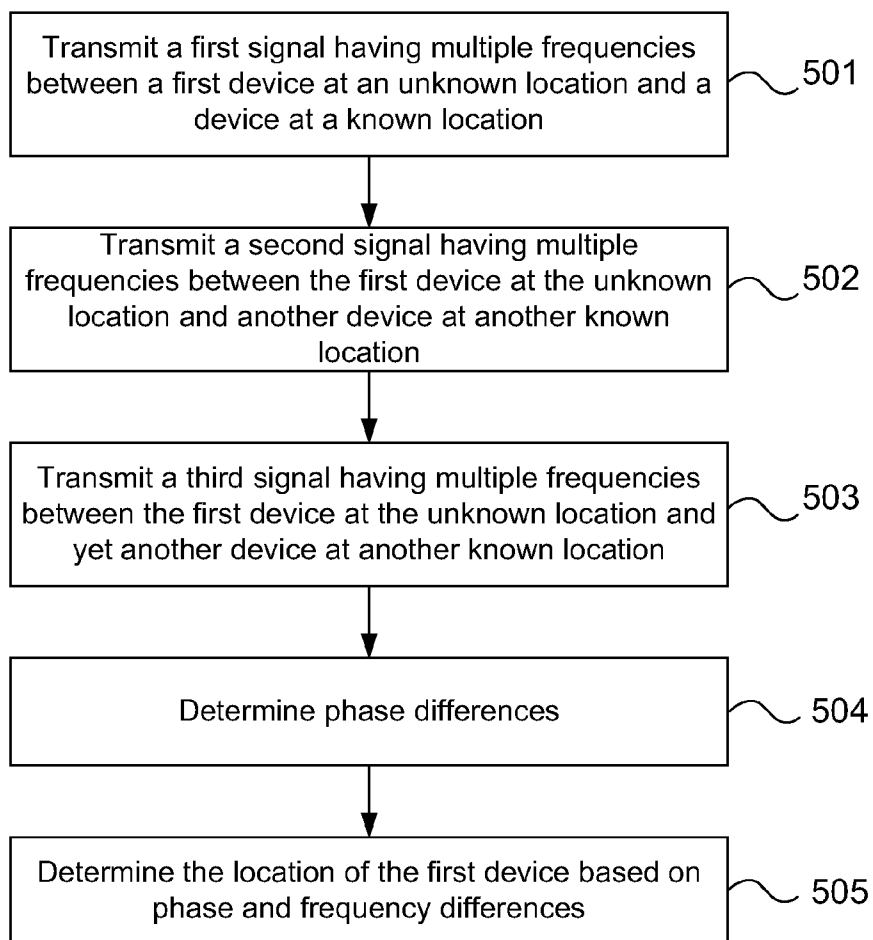 Transmit a first signal having multiple frequencies
between a first device at an unknown location and a
device at a known location
501
Transmit a second signal having multiple
frequencies between the first device at the unknown
location and another device at another known
location
502
Transmit a third signal having multiple frequencies
between the first device at the unknown location and
yet another device at another known location
503
Determine phase differences
504
Determine the location of the first device based on
phase and frequency differences
505